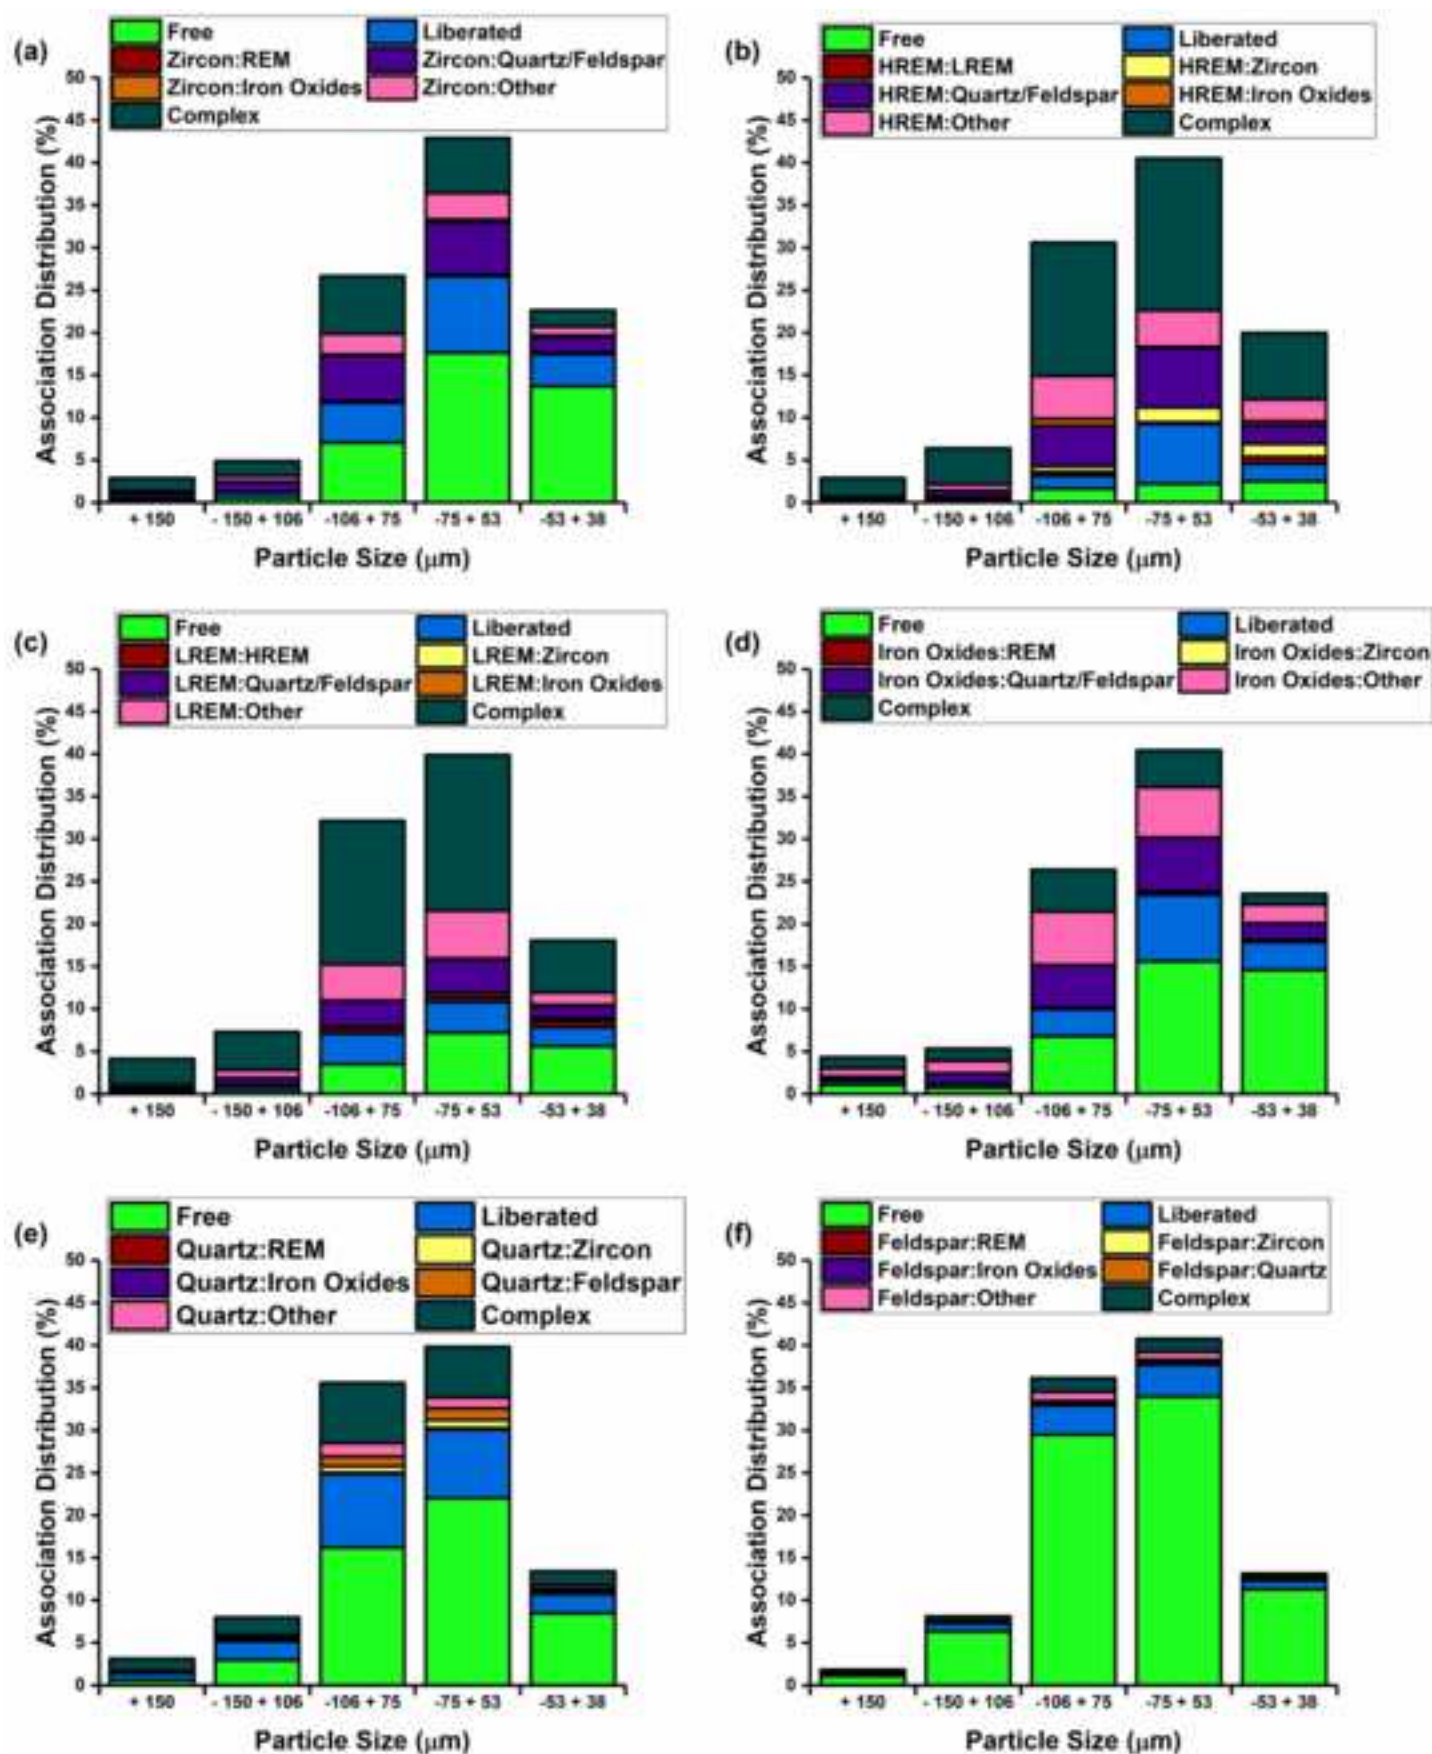 (a)
Free Liberated
Zircon:REM Zircon:Quartz/Feldspar
Zircon:Iron Oxides Zircon:Other
Complex
Association Distribution (%)
50
45
40
35
30
25
20
15
10
5
0
+ 150 - 150 + 106 -106 + 75 -75 + 53 -53 + 38
Particle Size (μm)
(b)
Free Liberated
HREM:LREM HREM:Zircon
HREM:Quartz/Feldspar HREM:Iron Oxides
HREM:Other Complex
Association Distribution (%)
50
45
40
35
30
25
20
15
10
5
0
+ 150 - 150 + 106 -106 + 75 -75 + 53 -53 + 38
Particle Size (μm)
(c)
Free Liberated
LREM:HREM LREM:Zircon
LREM:Quartz/Feldspar LREM:Iron Oxides
LREM:Other Complex
Association Distribution (%)
50
45
40
35
30
25
20
15
10
5
0
+ 150 - 150 + 106 -106 + 75 -75 + 53 -53 + 38
Particle Size (μm)
(d)
Free Liberated
Iron Oxides:REM Iron Oxides:Zircon
Iron Oxides:Quartz/Feldspar Iron Oxides:Other
Complex
Association Distribution (%)
50
45
40
35
30
25
20
15
10
5
0
+ 150 - 150 + 106 -106 + 75 -75 + 53 -53 + 38
Particle Size (μm)
(e)
Free Liberated
Quartz:REM Quartz:Zircon
Quartz:Iron Oxides Quartz:Feldspar
Quartz:Other Complex
Association Distribution (%)
50
45
40
35
30
25
20
15
10
5
0
+ 150 - 150 + 106 -106 + 75 -75 + 53 -53 + 38
Particle Size (μm)
(f)
Free Liberated
Feldspar:REM Feldspar:Zircon
Feldspar:Iron Oxides Feldspar:Quartz
Feldspar:Other Complex
Association Distribution (%)
50
45
40
35
30
25
20
15
10
5
0
+ 150 - 150 + 106 -106 + 75 -75 + 53 -53 + 38
Particle Size (μm)